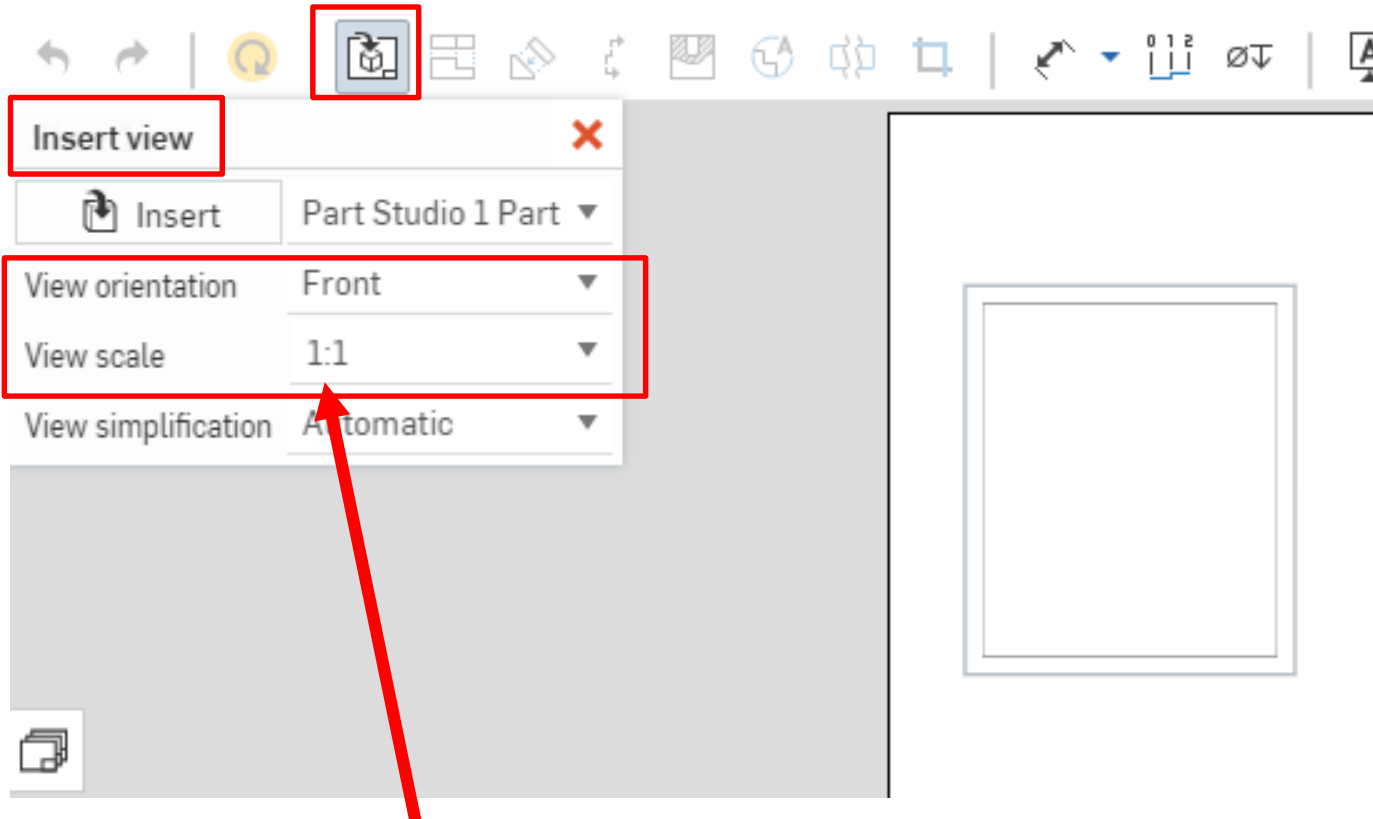 0 1 2
A
Insert view
Insert Part Studio 1 Part
View orientation Front
View scale 1:1
View simplification Automatic